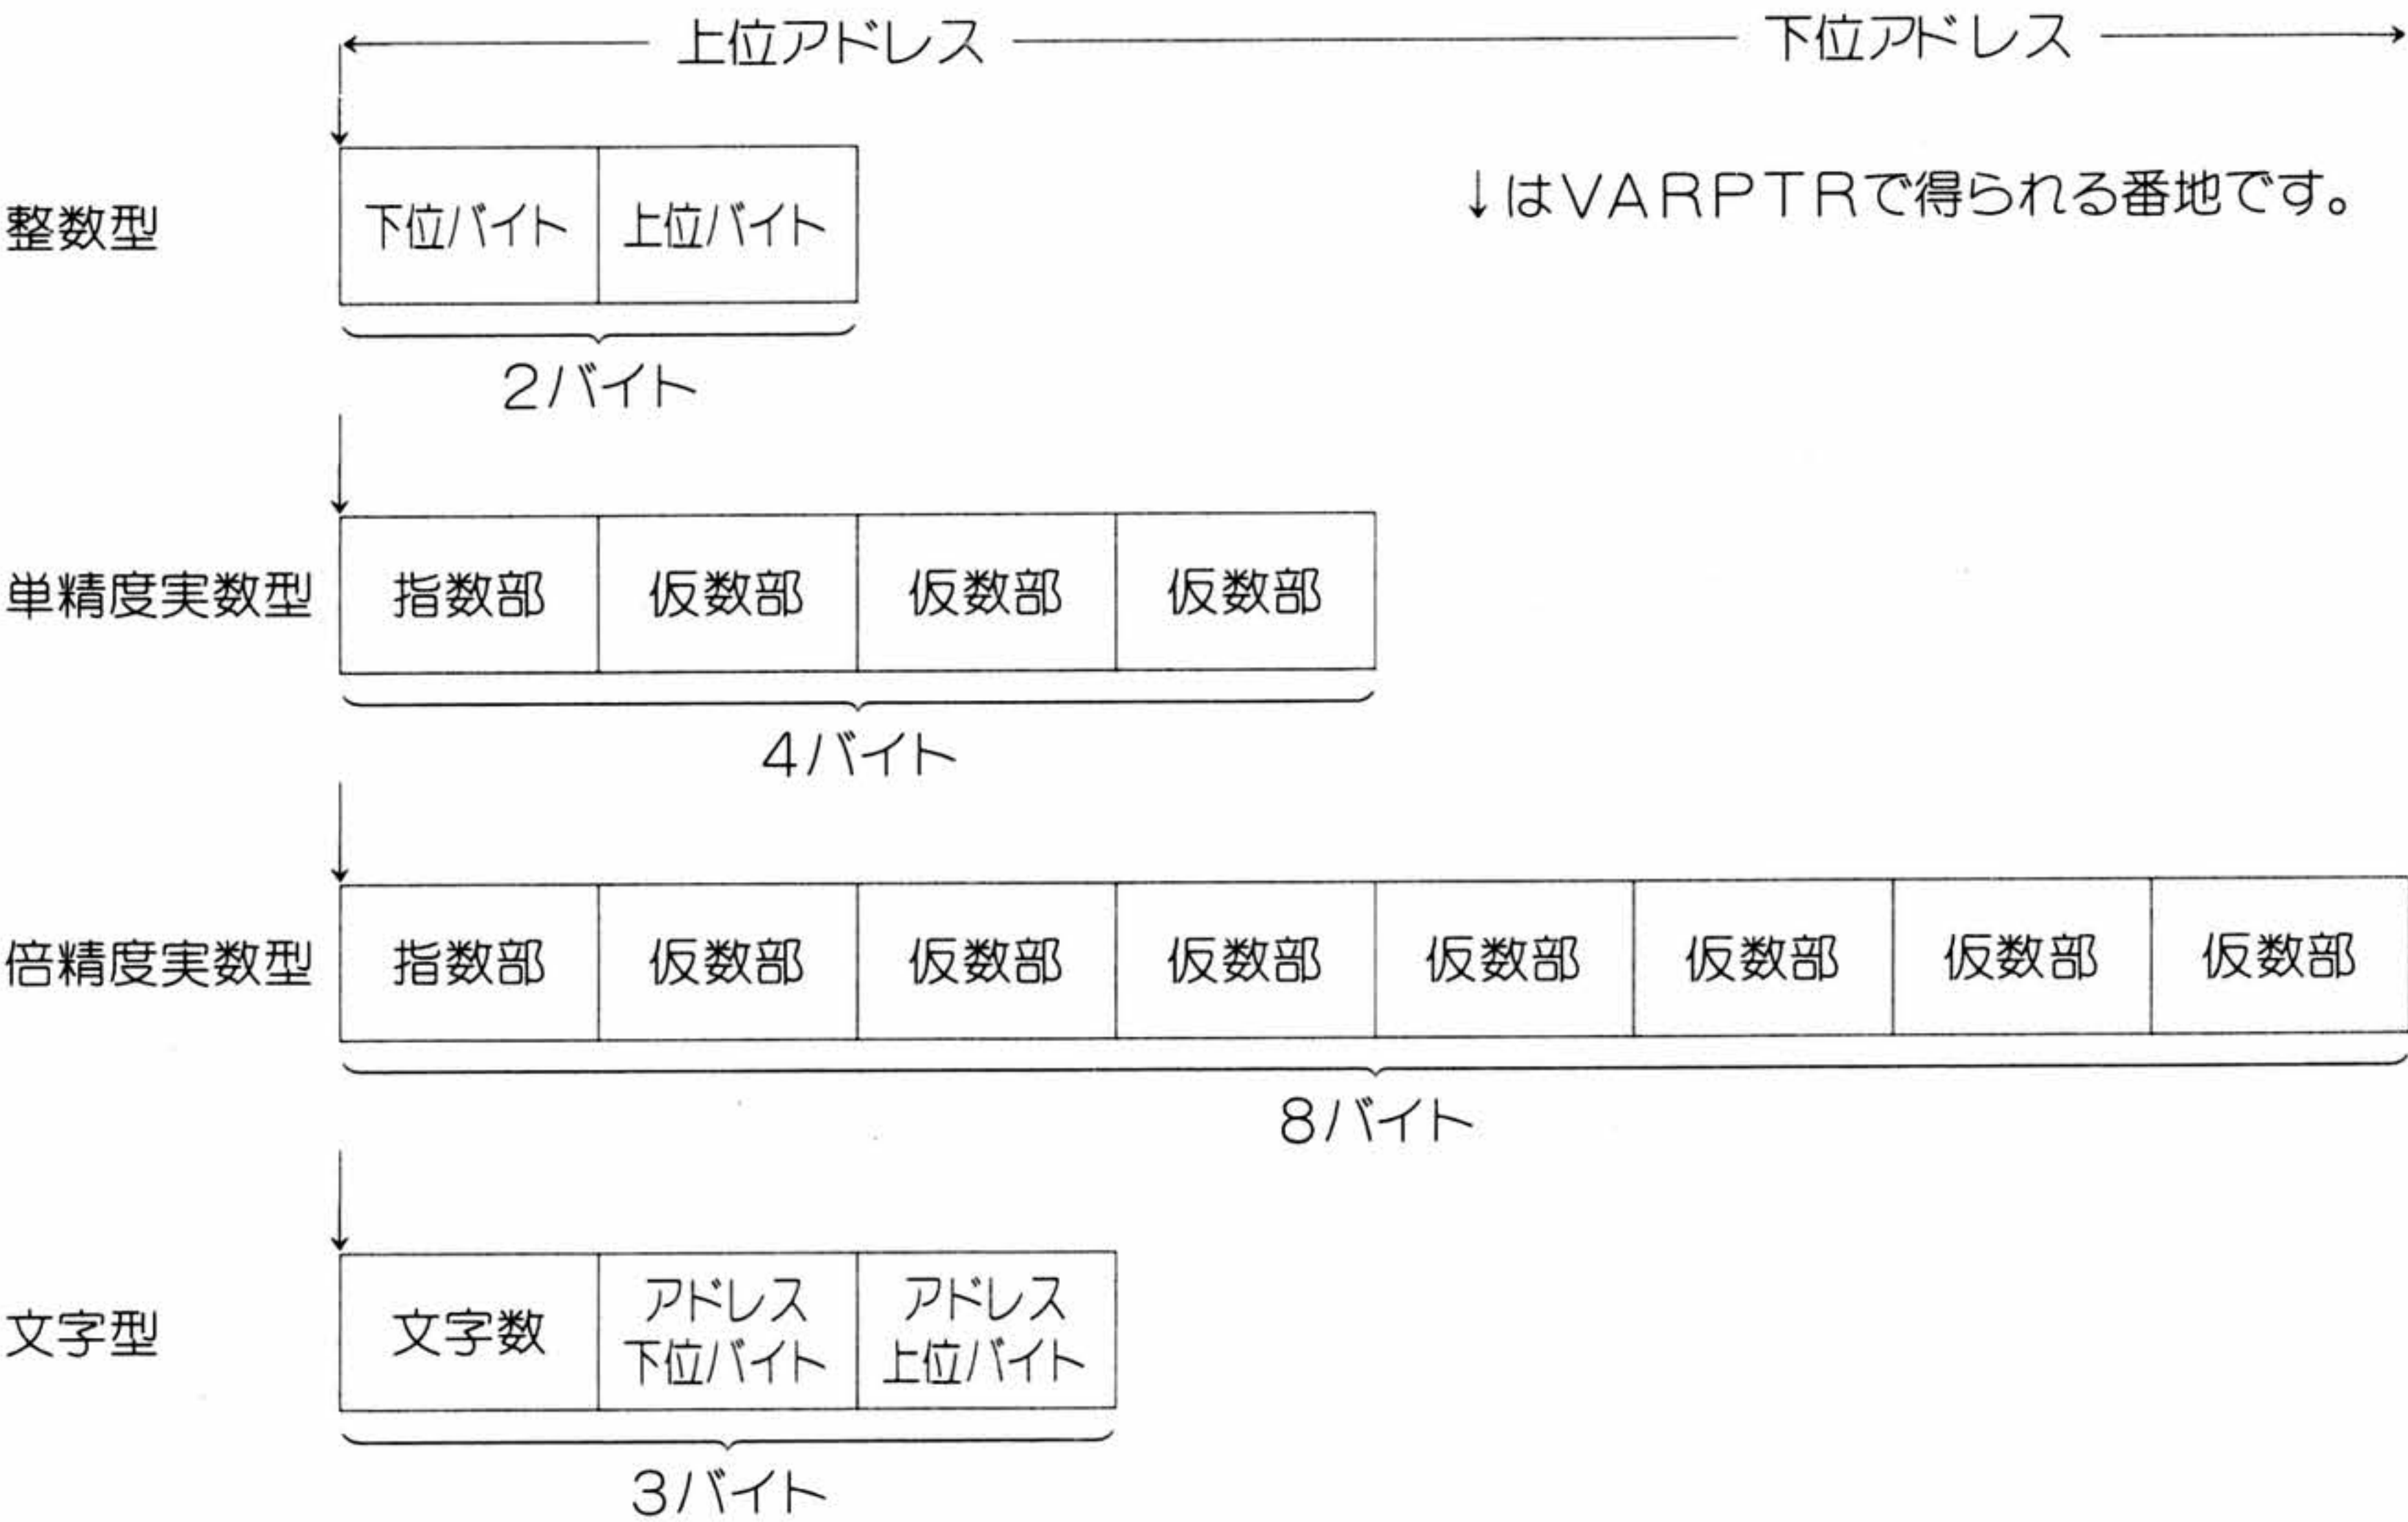 上位アドレス 下位アドレス
↓はVARPTRで得られる番地です。
整数型 下位バイト 上位バイト
2バイト
単精度実数型 指数部 仮数部 仮数部 仮数部
4バイト
倍精度実数型 指数部 仮数部 仮数部 仮数部 仮数部 仮数部 仮数部 仮数部
8バイト
文字型 文字数 アドレス下位バイト アドレス上位バイト
3バイト